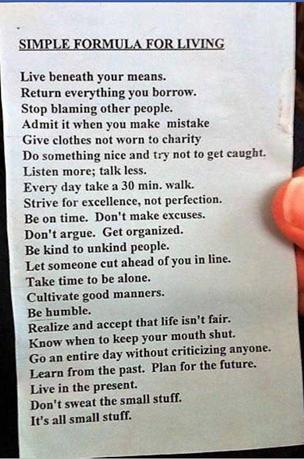 SIMPLE FORMULA FOR LIVING
Live beneath your means.
Return everything you borrow.
Stop blaming other people.
Admit it when you make mistake
Give clothes not worn to charity
Do something nice and try not to get caught.
Listen more; talk less.
Every day take a 30 min. walk.
Strive for excellence, not perfection.
Be on time. Don't make excuses.
Don't argue. Get organized.
Be kind to unkind people.
Let someone cut ahead of you in line.
Take time to be alone.
Cultivate good manners.
Be humble.
Realize and accept that life isn't fair.
Know when to keep your mouth shut.
Go an entire day without criticizing anyone.
Learn from the past. Plan for the future.
Live in the present.
Don't sweat the small stuff.
It's all small stuff.